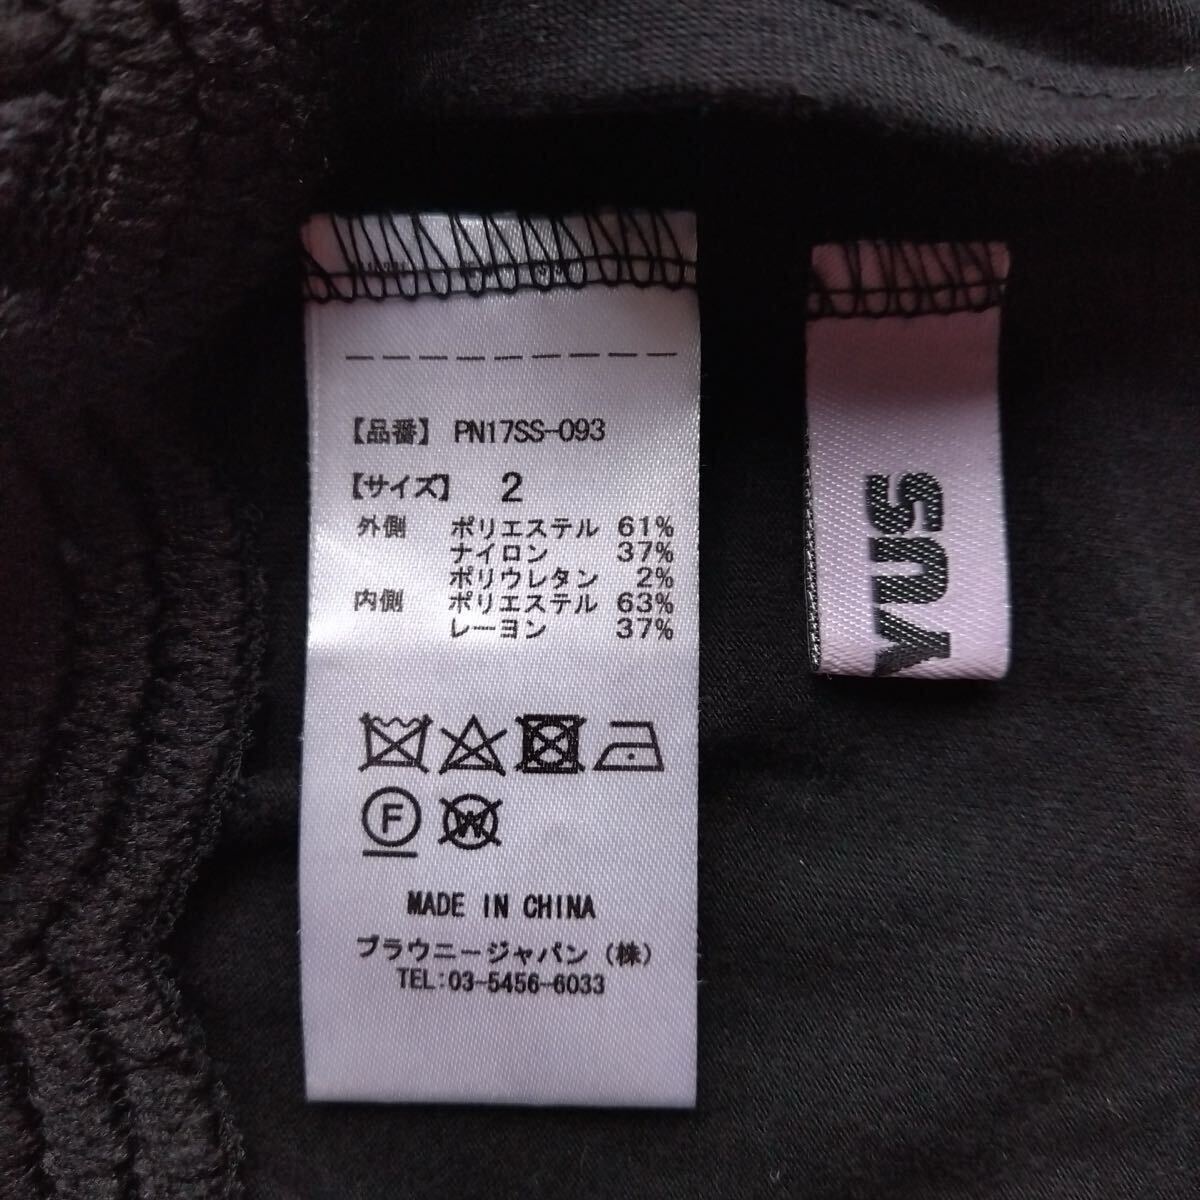 【品番】 PN17SS-093
【サイズ】 2
外側 ポリエステル 61%
ナイロン 37%
ポリウレタン 2%
内側 ポリエステル 63%
レーヨン 37%
F
W
MADE IN CHINA
ブラウニージャパン(株)
TEL:03-5456-6033
YUS